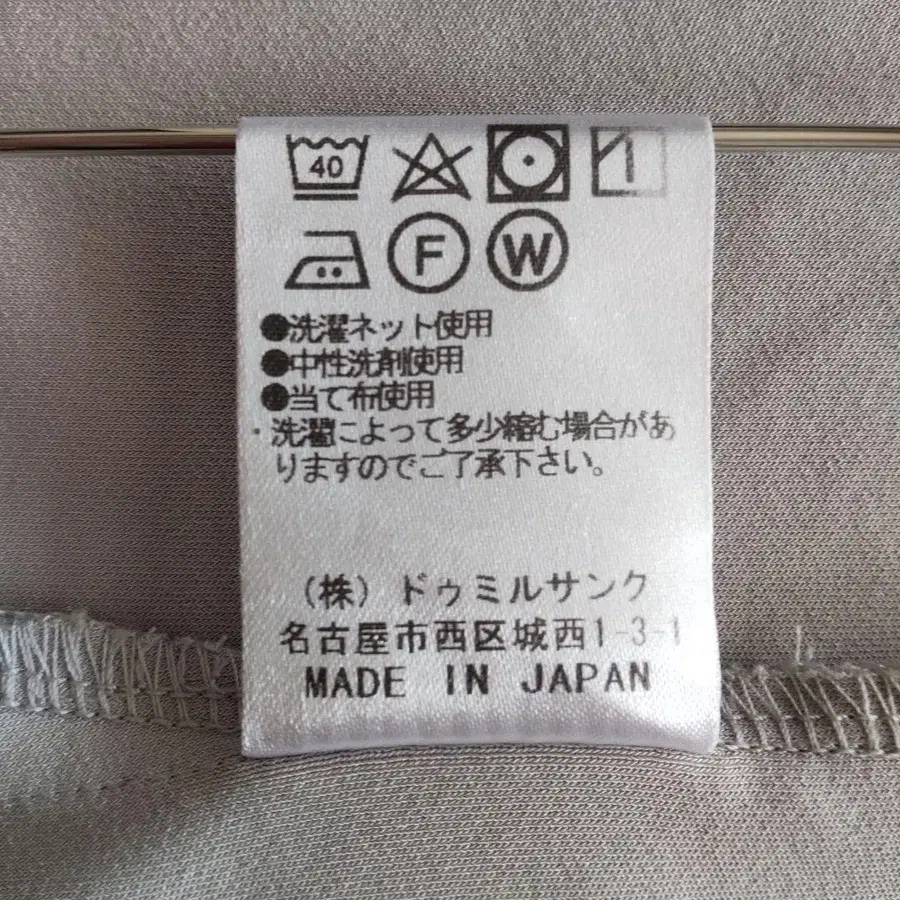 40
F W
●洗濯ネット使用
●中性洗剤使用
●当て布使用
・洗濯によって多少縮む場合があ
りますのでご了承下さい。
(株)ドゥミルサンク
名古屋市西区城西1-3-1
MADE IN JAPAN